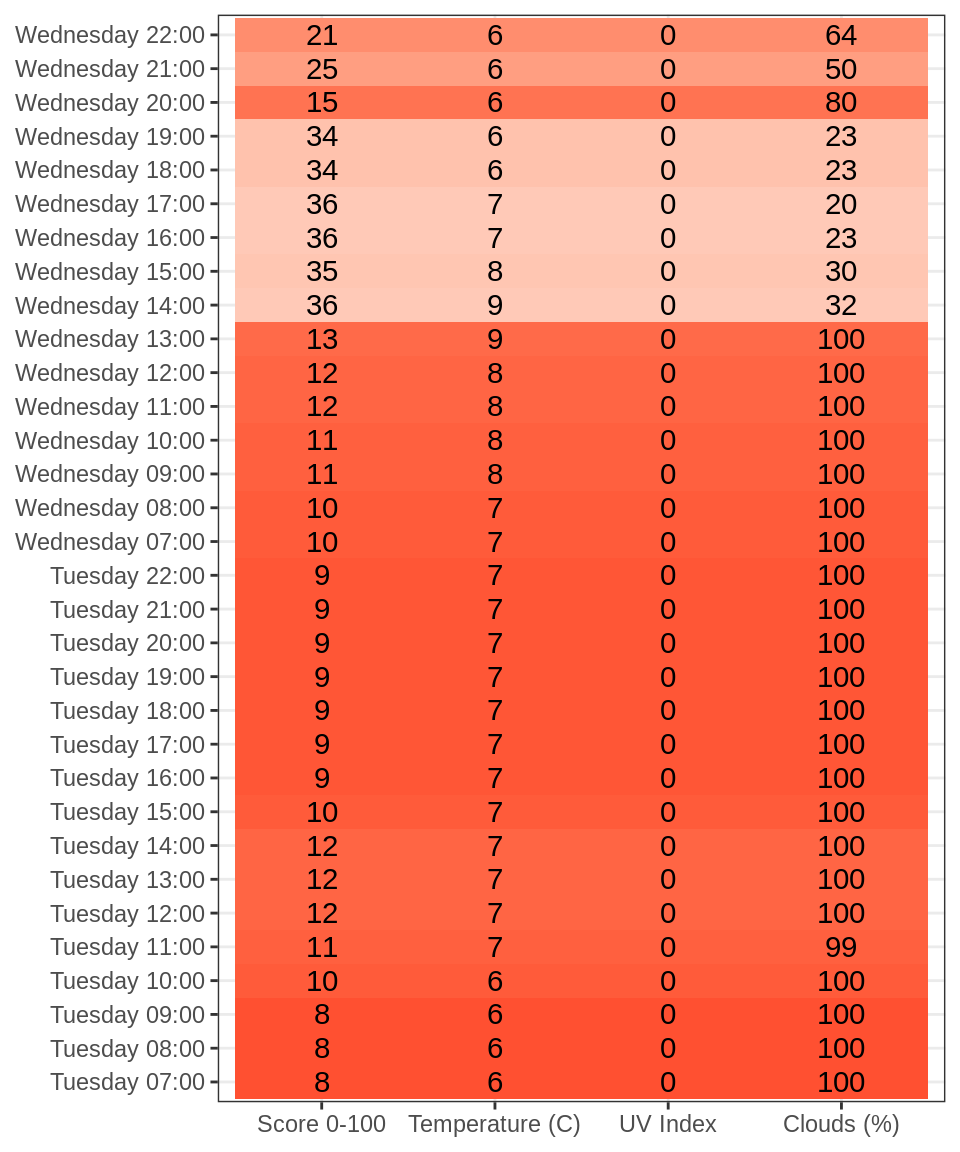 Wednesday 22:00 21 6 0 64
Wednesday 21:00 25 6 0 50
Wednesday 20:00 15 6 0 80
Wednesday 19:00 34 6 0 23
Wednesday 18:00 34 6 0 23
Wednesday 17:00 36 7 0 20
Wednesday 16:00 36 7 0 23
Wednesday 15:00 35 8 0 30
Wednesday 14:00 36 9 0 32
Wednesday 13:00 13 9 0 100
Wednesday 12:00 12 8 0 100
Wednesday 11:00 12 8 0 100
Wednesday 10:00 11 8 0 100
Wednesday 09:00 11 8 0 100
Wednesday 08:00 10 7 0 100
Wednesday 07:00 10 7 0 100
Tuesday 22:00 9 7 0 100
Tuesday 21:00 9 7 0 100
Tuesday 20:00 9 7 0 100
Tuesday 19:00 9 7 0 100
Tuesday 18:00 9 7 0 100
Tuesday 17:00 9 7 0 100
Tuesday 16:00 9 7 0 100
Tuesday 15:00 10 7 0 100
Tuesday 14:00 12 7 0 100
Tuesday 13:00 12 7 0 100
Tuesday 12:00 12 7 0 100
Tuesday 11:00 11 7 0 99
Tuesday 10:00 10 6 0 100
Tuesday 09:00 8 6 0 100
Tuesday 08:00 8 6 0 100
Tuesday 07:00 8 6 0 100
Score 0-100 Temperature (C) UV Index Clouds (%)